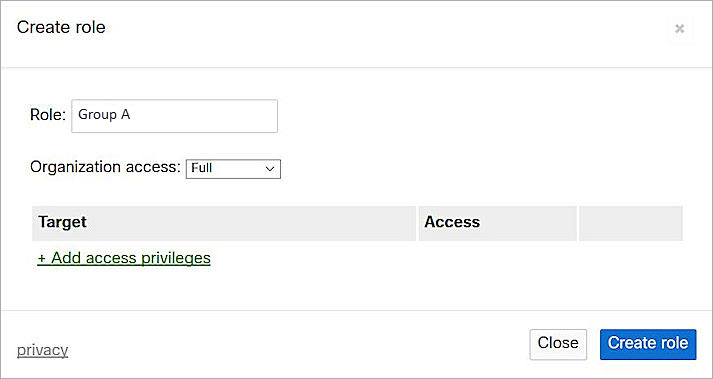 Create role
Role: Group A
Organization access: Full
Target Access
+ Add access privileges
privacy Close Create role